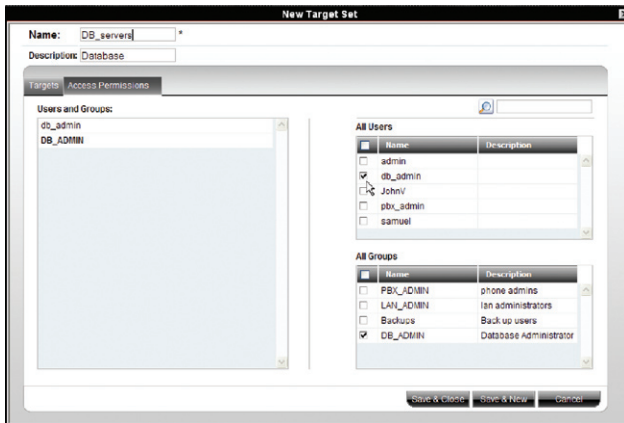 New Target Set
Name: DB_servers *
Description: Database
Targets Access Permissions
Users and Groups:
db_admin
DB_ADMIN
All Users
Name Description
admin
db_admin
JohnV
pbx_admin
samuel
All Groups
Name Description
PBX_ADMIN phone admins
LAN_ADMIN lan administrators
Backups Back up users
DB_ADMIN Database Administrator
Save & Close Save & New Cancel